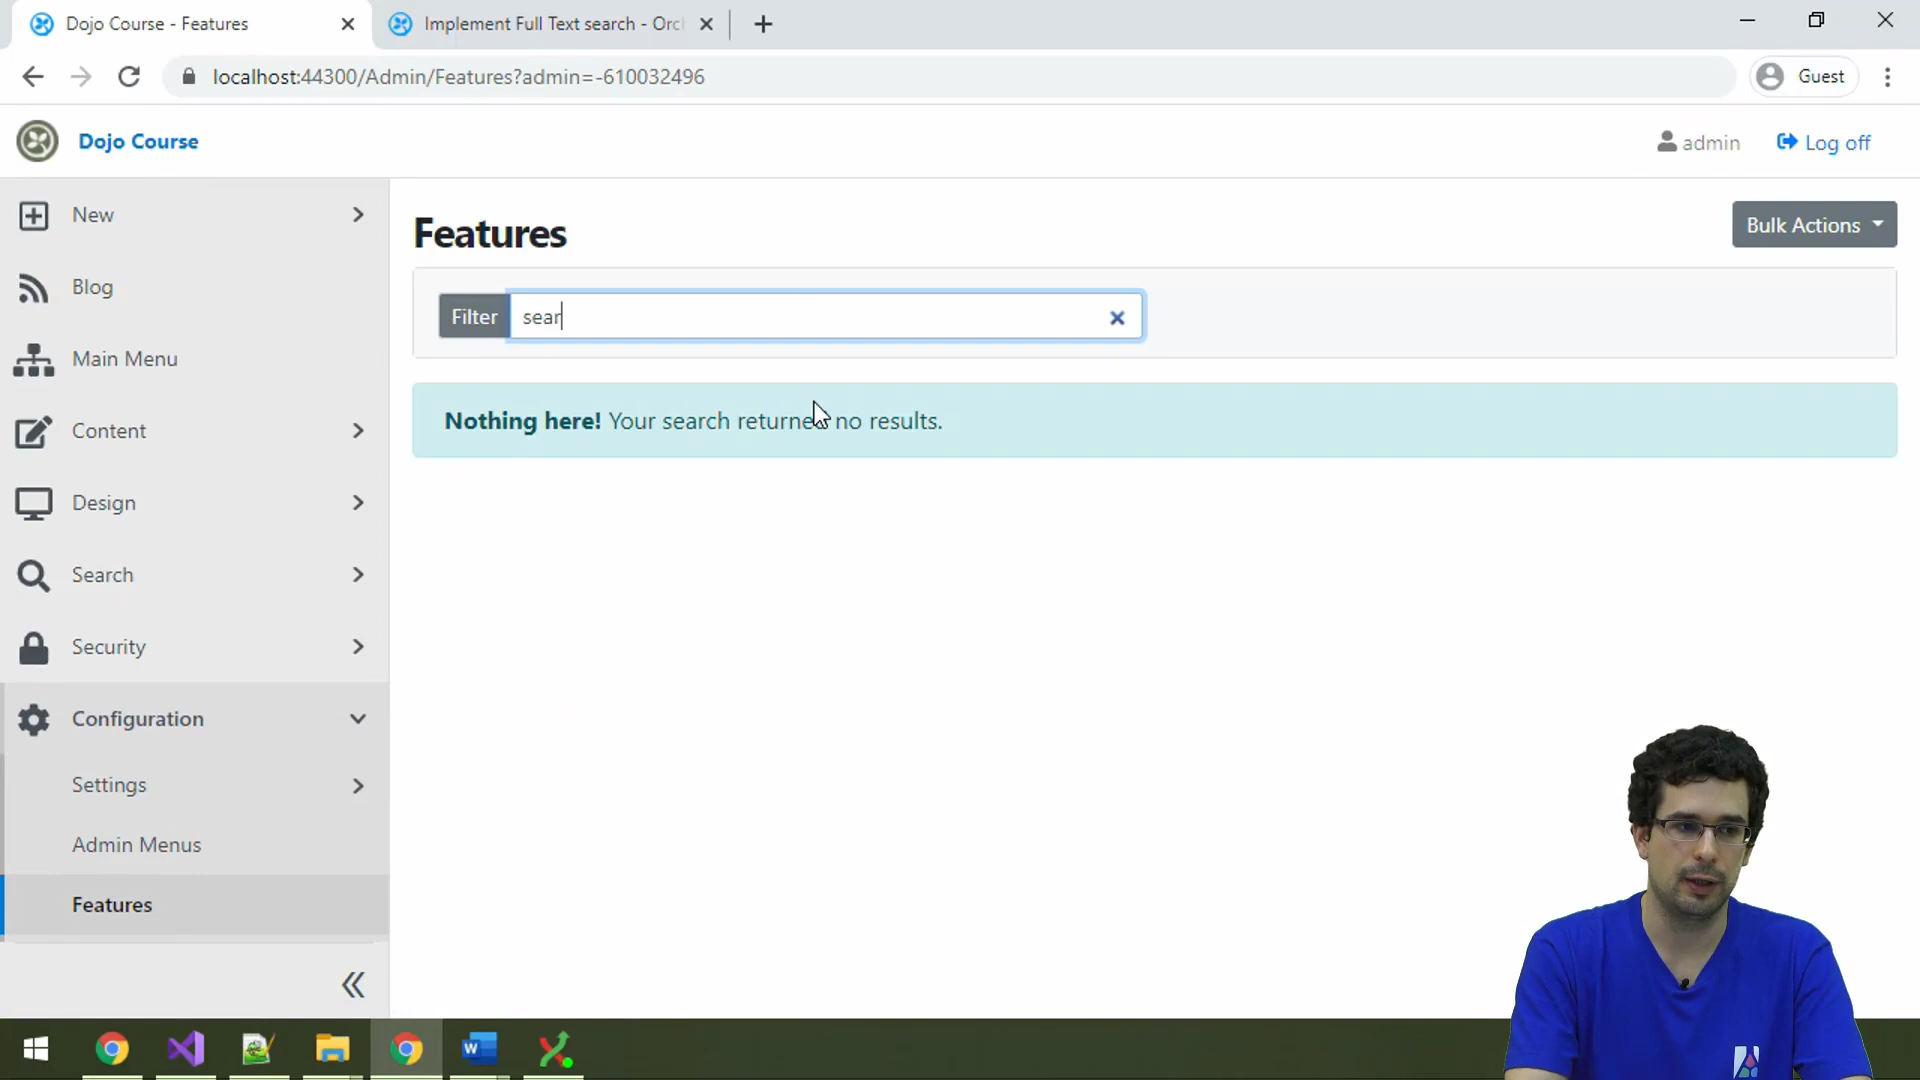 Dojo Course - Features
Implement Full Text search - Orc
localhost:44300/Admin/Features?admin=-610032496
Guest
Dojo Course
admin
Log off
New
Blog
Main Menu
Content
Design
Search
Security
Configuration
Settings
Admin Menus
Features
Features
Bulk Actions
Filter
sear
Nothing here! Your search returned no results.